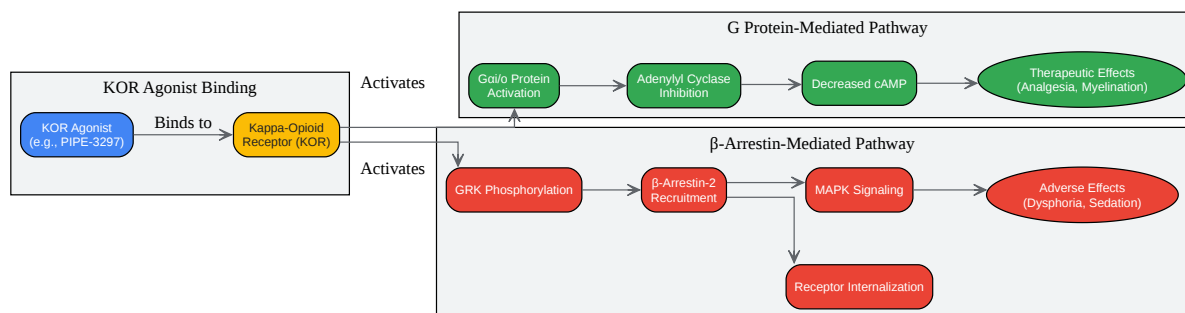 G Protein-Mediated Pathway
KOR Agonist Binding
Activates
Gαi/o Protein
Activation
Adenylyl Cyclase
Inhibition
Decreased cAMP
Therapeutic Effects
(Analgesia, Myelination)
KOR Agonist
(e.g., PIPE-3297)
Binds to
Kappa-Opioid
Receptor (KOR)
β-Arrestin-Mediated Pathway
Activates
GRK Phosphorylation
β-Arrestin-2
Recruitment
MAPK Signaling
Adverse Effects
(Dysphoria, Sedation)
Receptor Internalization